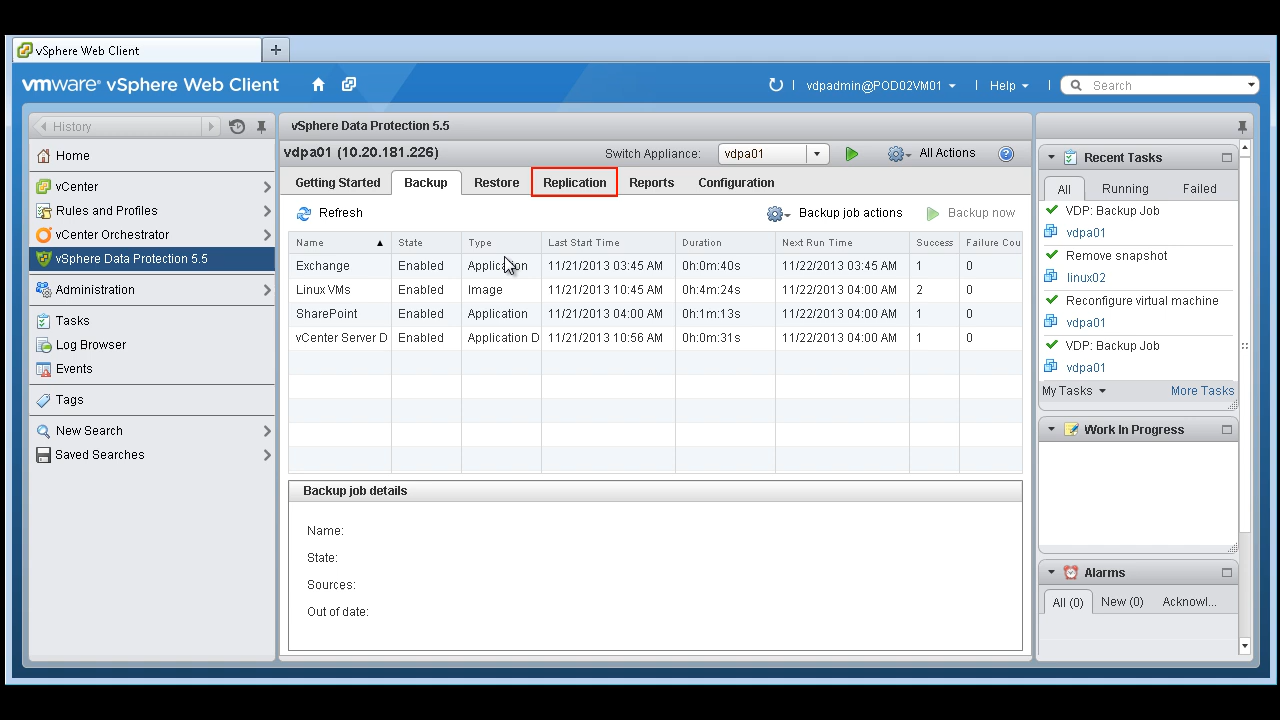 vSphere Web Client
vmware® vSphere Web Client
vdpadmin@POD02VM01
Help
Search
History
Home
vCenter
Rules and Profiles
vCenter Orchestrator
vSphere Data Protection 5.5
Administration
Tasks
Log Browser
Events
Tags
New Search
Saved Searches
vSphere Data Protection 5.5
vdpa01 (10.20.181.226)
Switch Appliance: vdpa01
All Actions
Getting Started Backup Restore Replication Reports Configuration
Refresh
Backup job actions
Backup now
Name State Type Last Start Time Duration Next Run Time Success Failure Cou
Exchange Enabled Application 11/21/2013 03:45 AM 0h:0m:40s 11/22/2013 03:45 AM 1 0
Linux VMs Enabled Image 11/21/2013 10:45 AM 0h:4m:24s 11/22/2013 04:00 AM 2 0
SharePoint Enabled Application 11/21/2013 04:00 AM 0h:1m:13s 11/22/2013 04:00 AM 1 0
vCenter Server D Enabled Application D 11/21/2013 10:56 AM 0h:0m:31s 11/22/2013 04:00 AM 1 0
Backup job details
Name:
State:
Sources:
Out of date:
Recent Tasks
All Running Failed
VDP: Backup Job
vdpa01
Remove snapshot
linux02
Reconfigure virtual machine
vdpa01
VDP: Backup Job
vdpa01
My Tasks More Tasks
Work In Progress
Alarms
All (0) New (0) Acknowl...